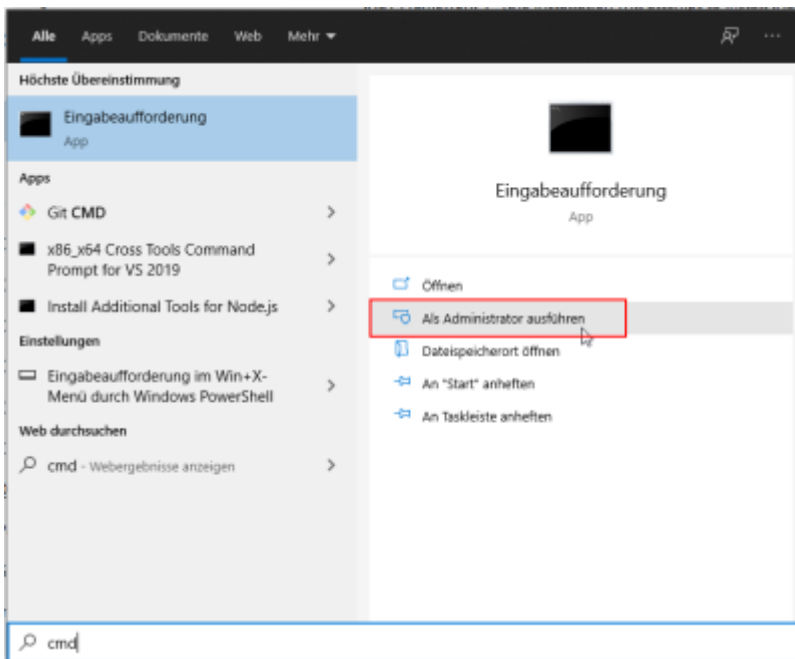 Alle Apps Dokumente Web Mehr
Höchste Übereinstimmung
Eingabeaufforderung
App
Apps
Git CMD
x86_x64 Cross Tools Command
Prompt for VS 2019
Install Additional Tools for Node.js
Einstellungen
Eingabeaufforderung im Win+X-
Menü durch Windows PowerShell
Web durchsuchen
cmd - Webergebnisse anzeigen
Eingabeaufforderung
App
Öffnen
Als Administrator ausführen
Dateispeicherort öffnen
An "Start" anheften
An Taskleiste anheften
cmd